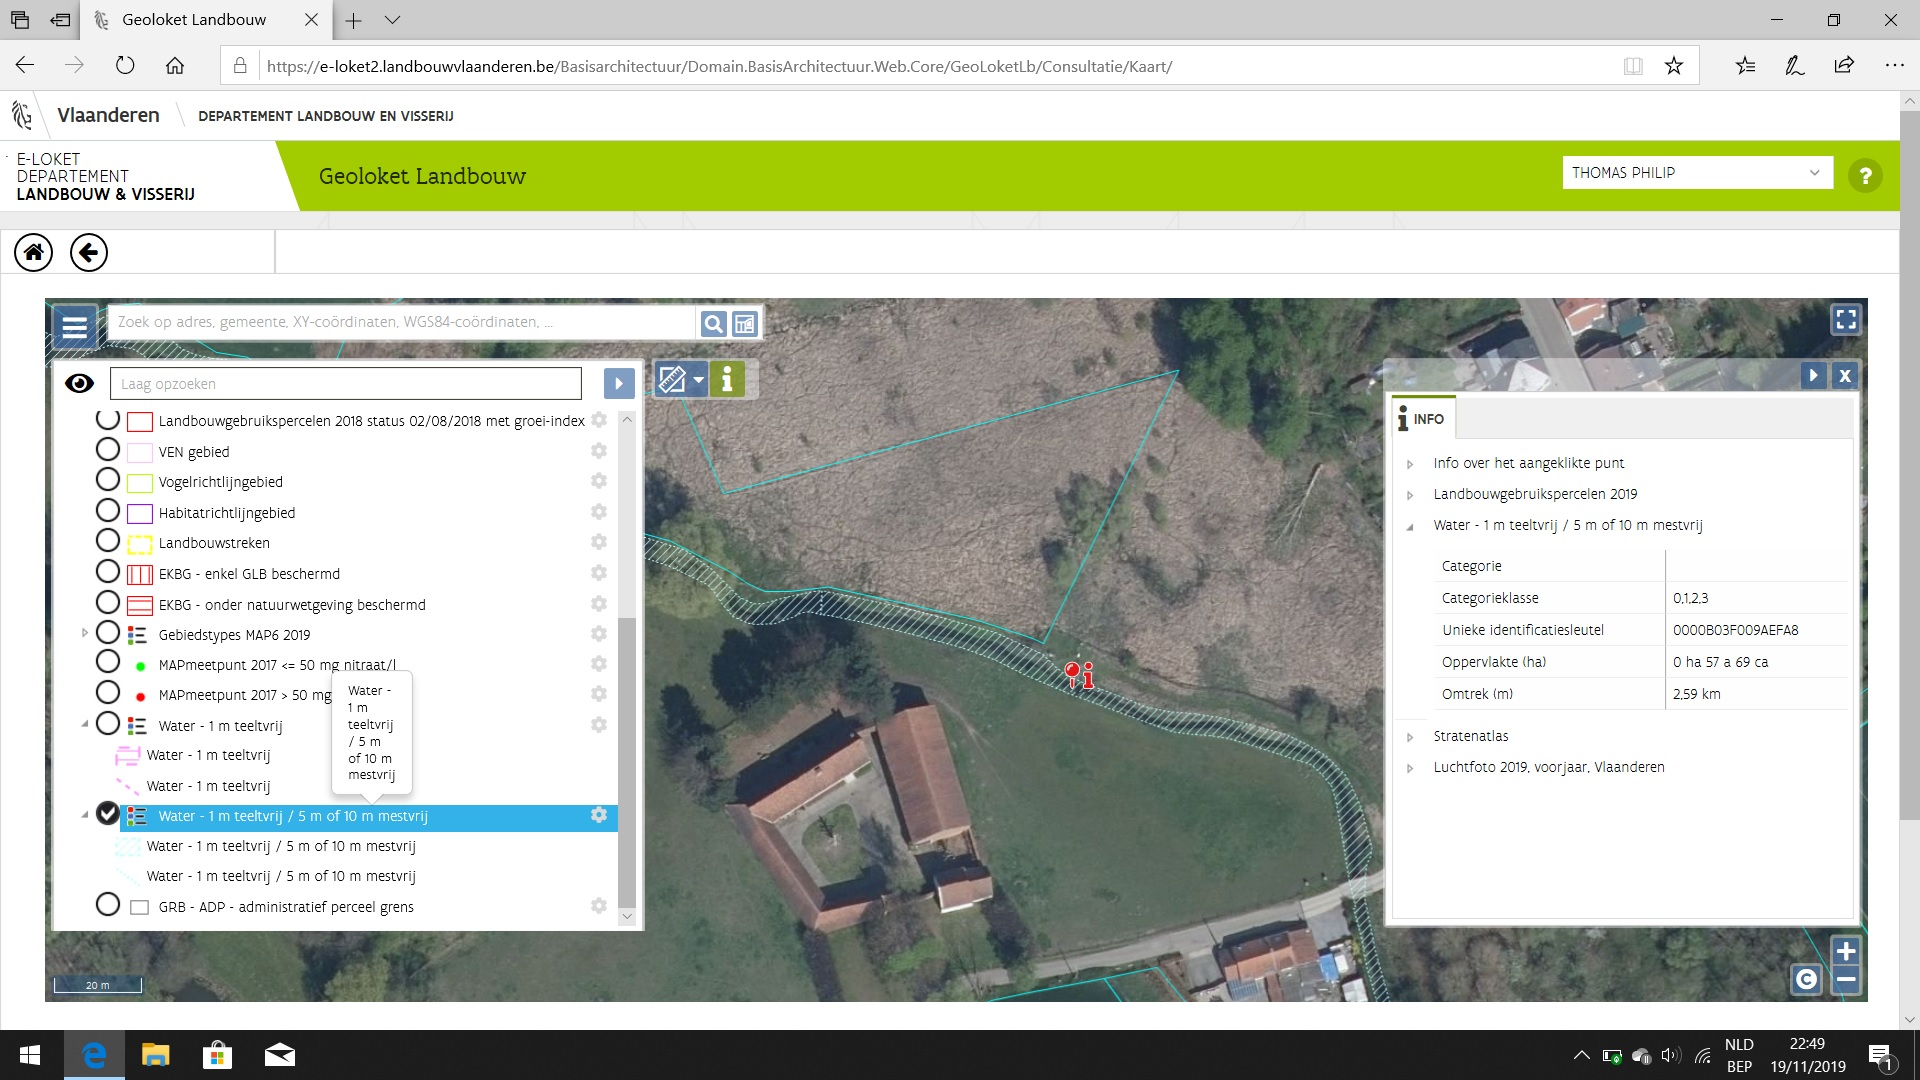 Geoloket Landbouw
https://e-loket2.landbouwvlaanderen.be/Basisarchitectuur/Domain.BasisArchitectuur.Web.Core/GeoLoketLb/Consultatie/Kaart/
Vlaanderen
DEPARTEMENT LANDBOUW EN VISSERIJ
E-LOKET
DEPARTEMENT
LANDBOUW & VISSERIJ
Geoloket Landbouw
THOMAS PHILIP
?
Zoek op adres, gemeente, XY-coördinaten, WGS84-coördinaten, ...
Laag opzoeken
Landbouwgebruikspercelen 2018 status 02/08/2018 met groei-index
VEN gebied
Vogelrichtlijngebied
Habitatrichtlijngebied
Landbouwstreken
EKBG - enkel GLB beschermd
EKBG - onder natuurwetgeving beschermd
Gebiedstypes MAP6 2019
MAPmeetpunt 2017 <= 50 mg nitraat/l
MAPmeetpunt 2017 > 50 mg
Water - 1 m teeltvrij
Water - 1 m teeltvrij
Water - 1 m teeltvrij
Water - 1 m teeltvrij / 5 m of 10 m mestvrij
Water - 1 m teeltvrij / 5 m of 10 m mestvrij
Water - 1 m teeltvrij / 5 m of 10 m mestvrij
GRB - ADP - administratief perceel grens
Water -
1 m
teeltvrij
/ 5 m
of 10 m
mestvrij
20 m
x
INFO
Info over het aangeklikte punt
Landbouwgebruikspercelen 2019
Water - 1 m teeltvrij / 5 m of 10 m mestvrij
Categorie
Categorieklasse 0,1,2,3
Unieke identificatiesleutel 0000B03F009AEFA8
Oppervlakte (ha) 0 ha 57 a 69 ca
Omtrek (m) 2,59 km
Stratenatlas
Luchtfoto 2019, voorjaar, Vlaanderen
NLD
BEP
22:49
19/11/2019
1